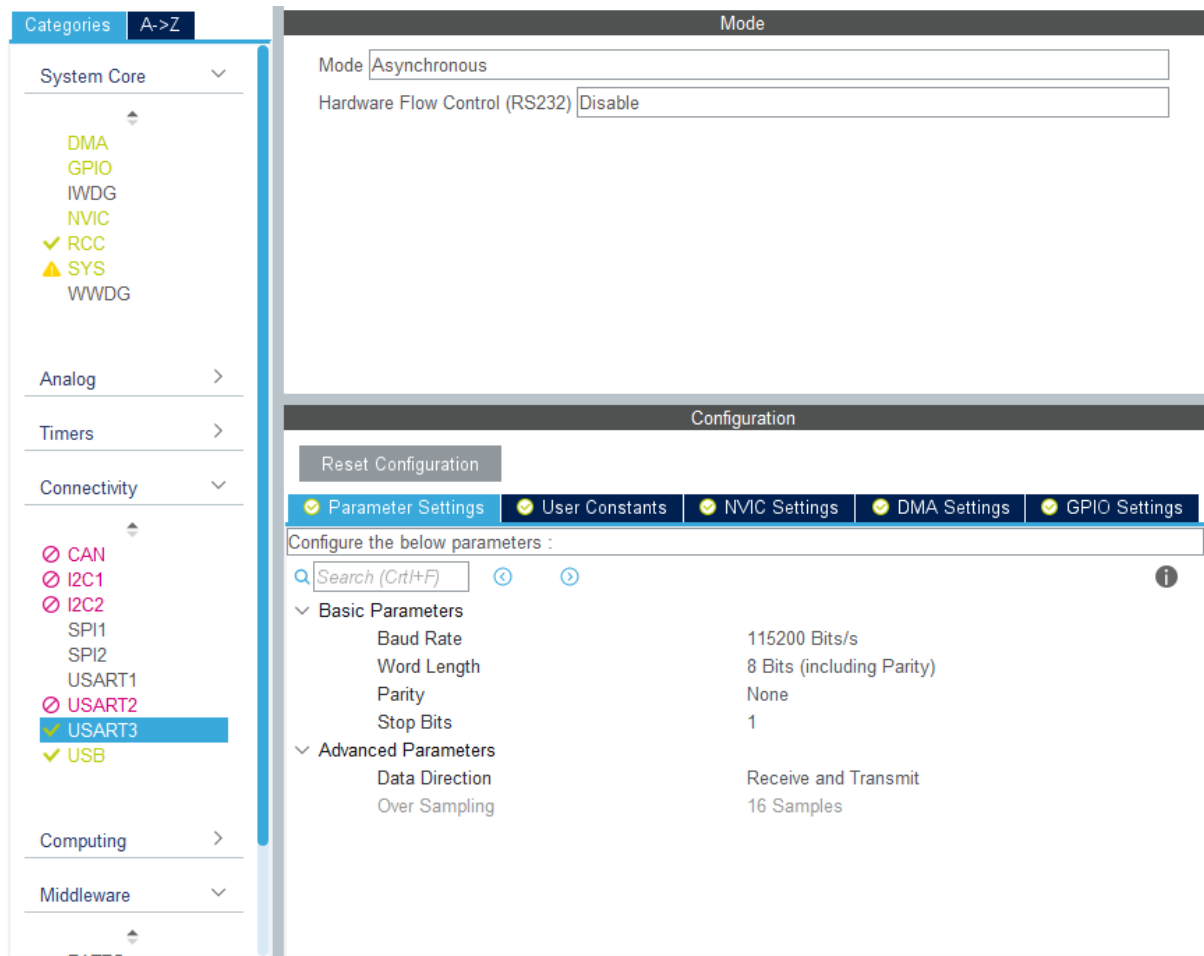 Categories A->Z
System Core
DMA
GPIO
IWDG
NVIC
RCC
SYS
WWDG
Analog
Timers
Connectivity
CAN
I2C1
I2C2
SPI1
SPI2
USART1
USART2
USART3
USB
Computing
Middleware
Mode
Mode Asynchronous
Hardware Flow Control (RS232) Disable
Configuration
Reset Configuration
Parameter Settings User Constants NVIC Settings DMA Settings GPIO Settings
Configure the below parameters :
Search (Crtl+F)
Basic Parameters
Baud Rate 115200 Bits/s
Word Length 8 Bits (including Parity)
Parity None
Stop Bits 1
Advanced Parameters
Data Direction Receive and Transmit
Over Sampling 16 Samples